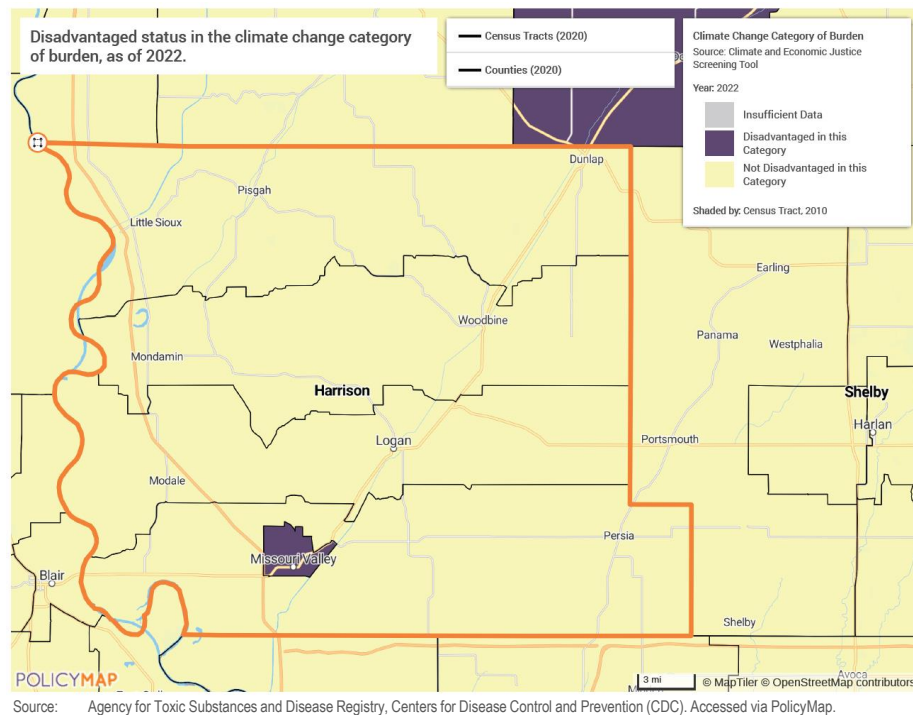 Disadvantaged status in the climate change category
of burden, as of 2022.
Census Tracts (2020)
Counties (2020)
Climate Change Category of Burden
Source: Climate and Economic Justice
Screening Tool
Year: 2022
Insufficient Data
Disadvantaged in this
Category
Not Disadvantaged in this
Category
Shaded by: Census Tract, 2010
Dunlap
Pisgah
Little Sioux
Earling
Woodbine
Panama
Westphalia
Mondamin
Harrison
Shelby
Harlan
Logan
Portsmouth
Modale
Persia
Missouri Valley
Blair
Shelby
POLICYMAP
3 mi
© MapTiler © OpenStreetMap contributors
Avoca
Source: Agency for Toxic Substances and Disease Registry, Centers for Disease Control and Prevention (CDC). Accessed via PolicyMap.